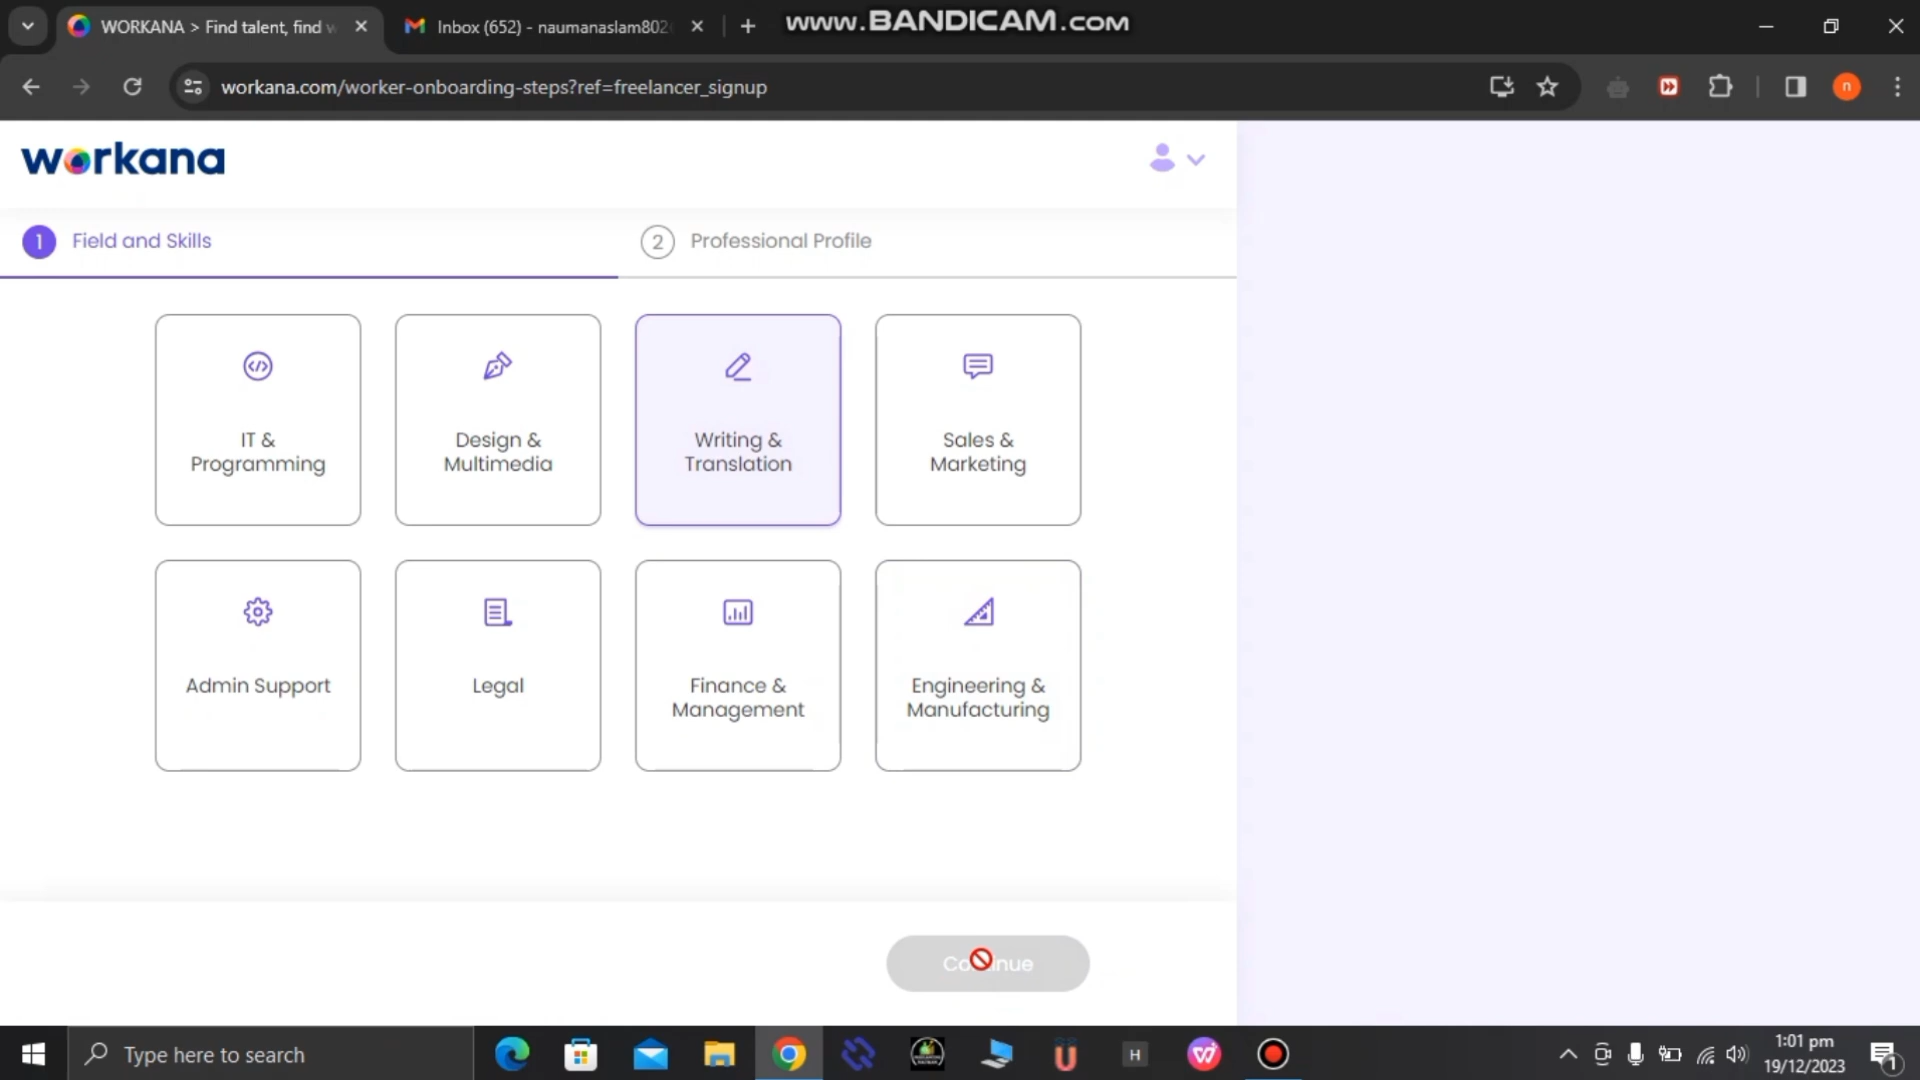 WORKANA > Find talent, find w
Inbox (652) - naumanaslam802
www.BANDICAM.COM
workana.com/worker-onboarding-steps?ref=freelancer_signup
n
workana
1 Field and Skills
2 Professional Profile
IT &
Programming
Design &
Multimedia
Writing &
Translation
Sales &
Marketing
Admin Support
Legal
Finance &
Management
Engineering &
Manufacturing
Continue
Type here to search
H
1:01 pm
19/12/2023
1